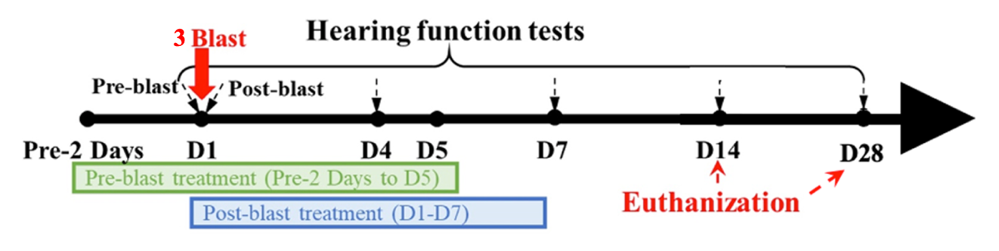 Hearing function tests
3 Blast
Pre-blast
Post-blast
Pre-2 Days
D1
D4
D5
D7
D14
D28
Pre-blast treatment (Pre-2 Days to D5)
Post-blast treatment (D1-D7)
Euthanization